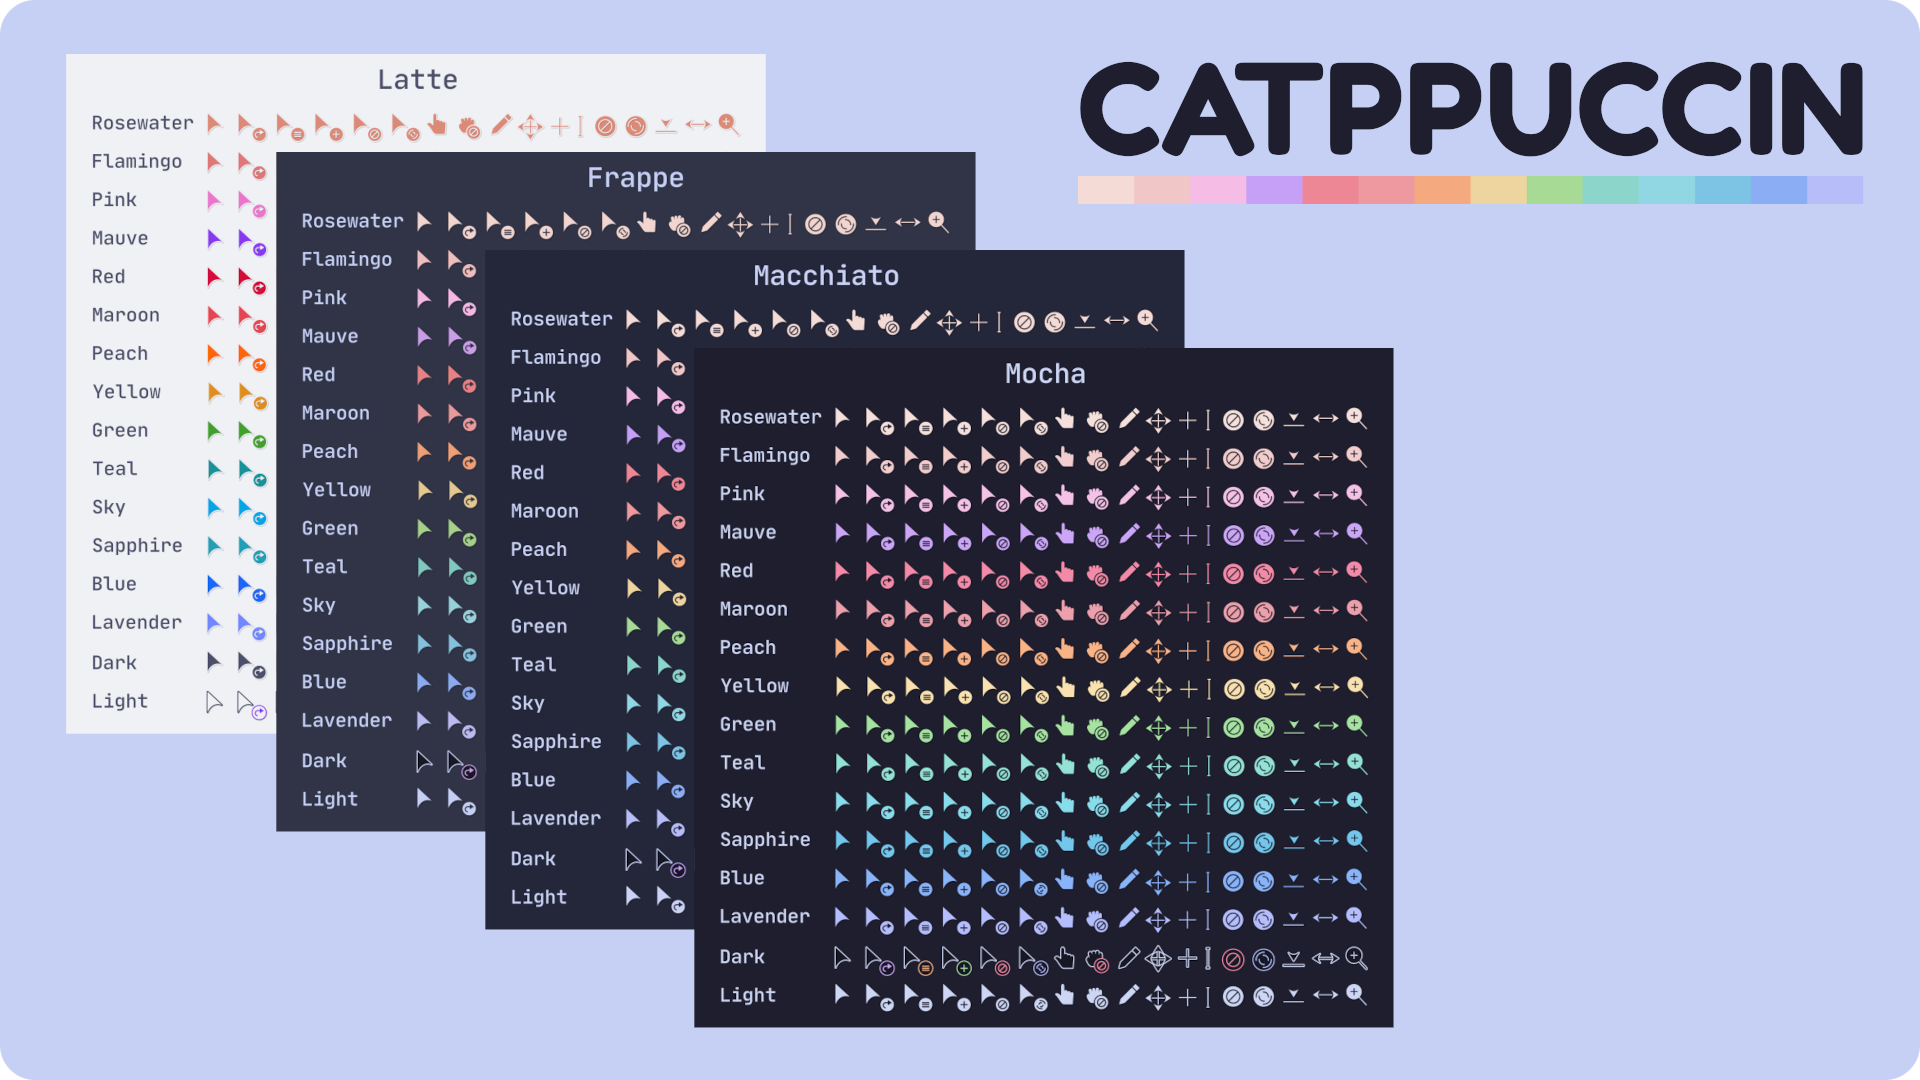 CATPPUCCIN
Latte
Rosewater
Flamingo
Pink
Mauve
Red
Maroon
Peach
Yellow
Green
Teal
Sky
Sapphire
Blue
Lavender
Dark
Light
Frappe
Rosewater
Flamingo
Pink
Mauve
Red
Maroon
Peach
Yellow
Green
Teal
Sky
Sapphire
Blue
Lavender
Dark
Light
Macchiato
Rosewater
Flamingo
Pink
Mauve
Red
Maroon
Peach
Yellow
Green
Teal
Sky
Sapphire
Blue
Lavender
Dark
Light
Mocha
Rosewater
Flamingo
Pink
Mauve
Red
Maroon
Peach
Yellow
Green
Teal
Sky
Sapphire
Blue
Lavender
Dark
Light